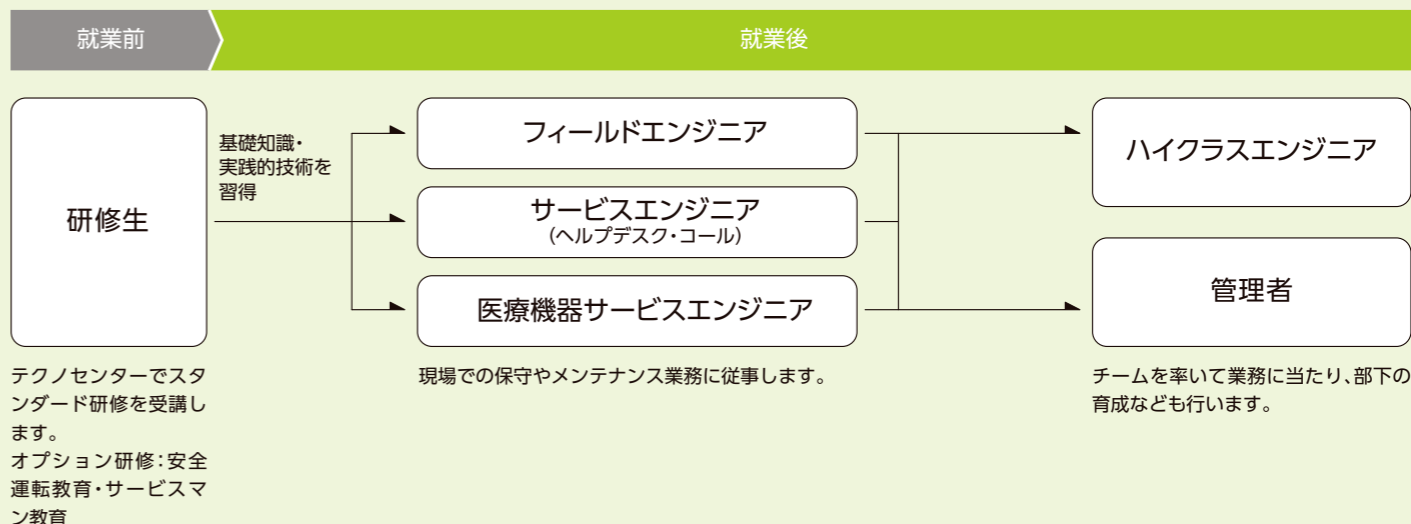 就業前
就業後
研修生
基礎知識・
実践的技術を
習得
フィールドエンジニア
サービスエンジニア
（ヘルプデスク・コール）
医療機器サービスエンジニア
ハイクラスエンジニア
管理者
テクノセンターでスタ
ンダード研修を受講し
ます。
オプション研修：安全
運転教育・サービスマ
ン教育
現場での保守やメンテナンス業務に従事します。
チームを率いて業務に当たり、部下の
育成なども行います。